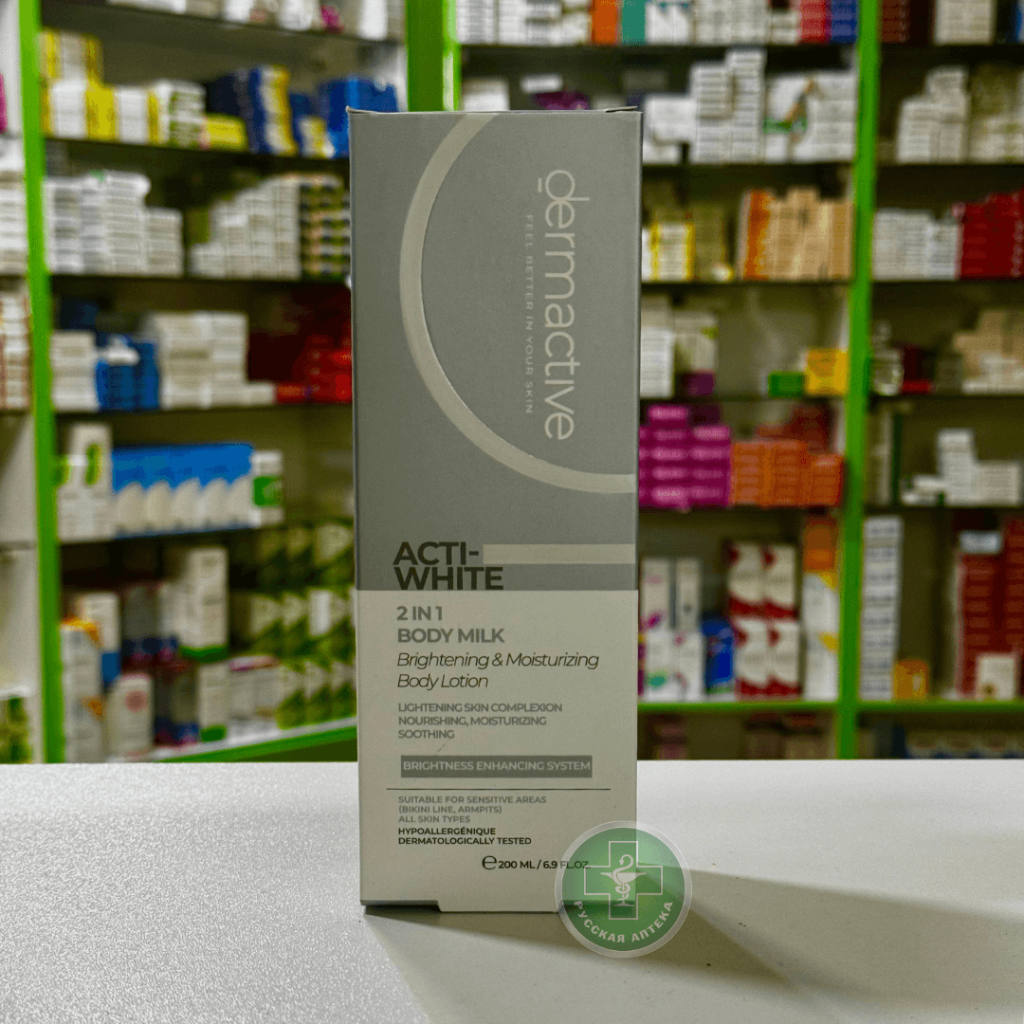 dermactive
FEEL BETTER IN YOUR SKIN
ACTI-
WHITE
2 IN 1
BODY MILK
Brightening & Moisturizing
Body Lotion
LIGHTENING SKIN COMPLEXION
NOURISHING, MOISTURIZING
SOOTHING
BRIGHTNESS ENHANCING SYSTEM
SUITABLE FOR SENSITIVE AREAS
(BIKINI LINE, ARMPITS)
ALL SKIN TYPES
HYPOALLERGÉNIQUE
DERMATOLOGICALLY TESTED
℮ 200 ML / 6.9 FL.OZ.
РУССКАЯ АПТЕКА